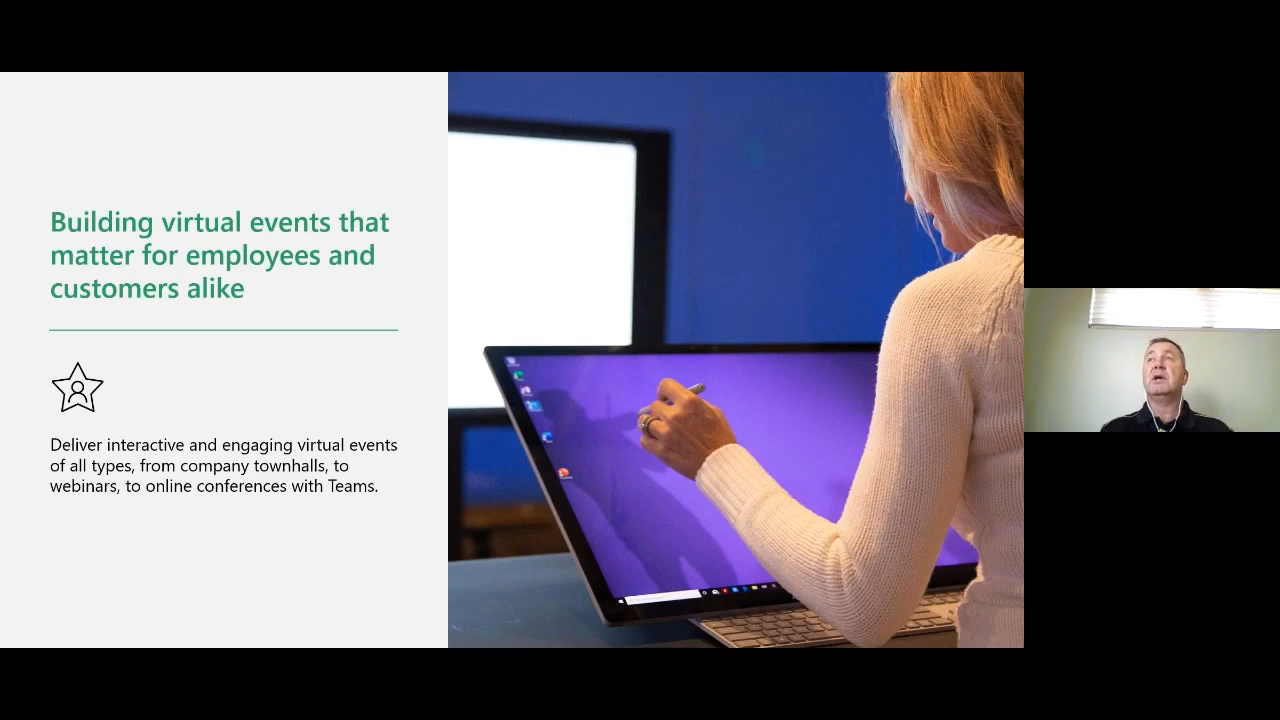 Building virtual events that
matter for employees and
customers alike
Deliver interactive and engaging virtual events
of all types, from company townhalls, to
webinars, to online conferences with Teams.